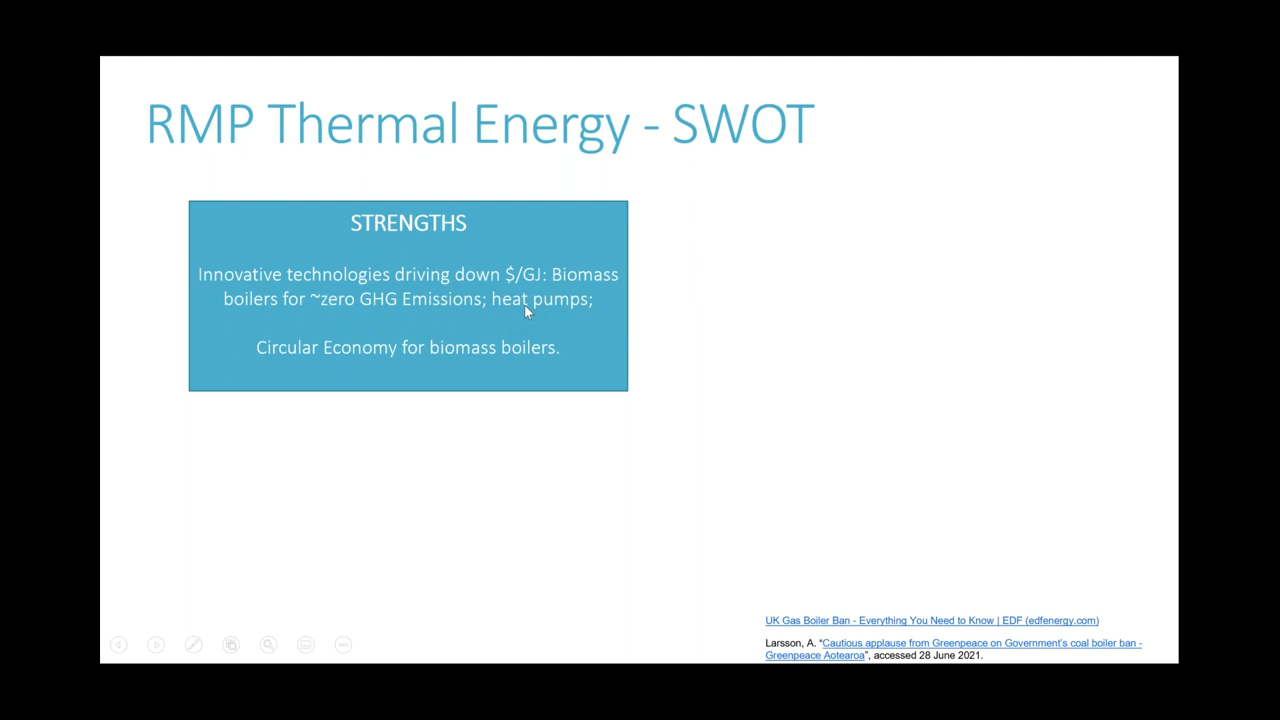 RMP Thermal Energy - SWOT
STRENGTHS
Innovative technologies driving down $/GJ: Biomass
boilers for ~zero GHG Emissions; heat pumps;
Circular Economy for biomass boilers.
UK Gas Boiler Ban - Everything You Need to Know | EDF (edfenergy.com)
Larsson, A. “Cautious applause from Greenpeace on Government’s coal boiler ban -
Greenpeace Aotearoa”, accessed 28 June 2021.